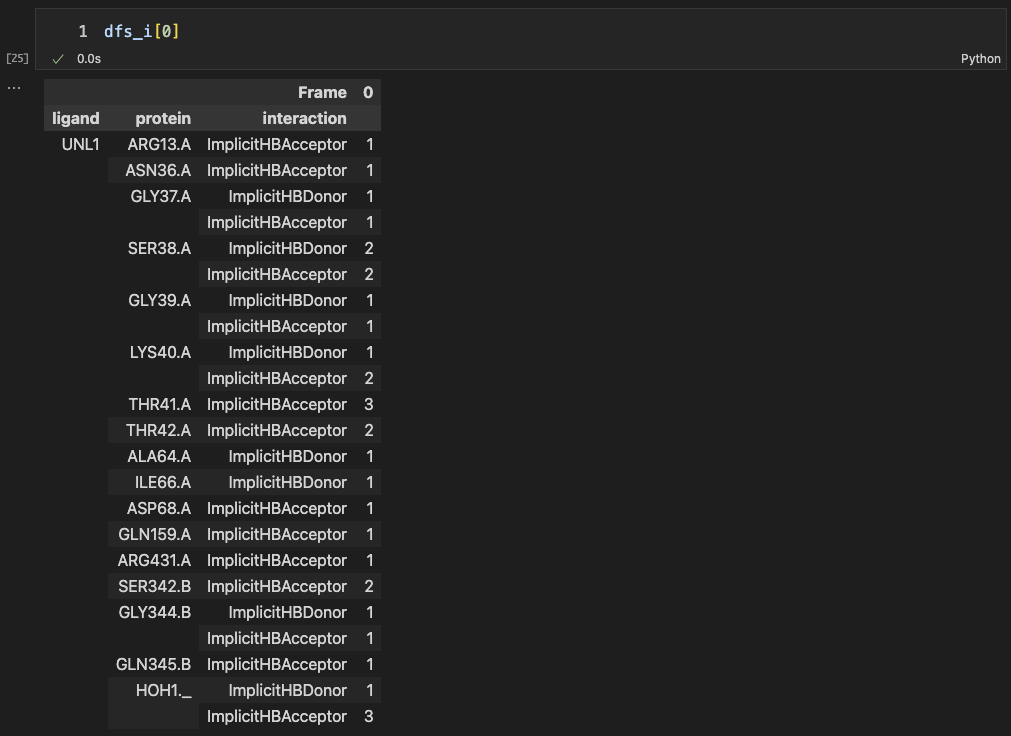 1 dfs_i[0]
[25] ✓ 0.0s Python
...
Frame 0
ligand protein interaction
UNL1 ARG13.A ImplicitHBAcceptor 1
ASN36.A ImplicitHBAcceptor 1
GLY37.A ImplicitHBDonor 1
ImplicitHBAcceptor 1
SER38.A ImplicitHBDonor 2
ImplicitHBAcceptor 2
GLY39.A ImplicitHBDonor 1
ImplicitHBAcceptor 1
LYS40.A ImplicitHBDonor 1
ImplicitHBAcceptor 2
THR41.A ImplicitHBAcceptor 3
THR42.A ImplicitHBAcceptor 2
ALA64.A ImplicitHBDonor 1
ILE66.A ImplicitHBDonor 1
ASP68.A ImplicitHBAcceptor 1
GLN159.A ImplicitHBAcceptor 1
ARG431.A ImplicitHBAcceptor 1
SER342.B ImplicitHBAcceptor 2
GLY344.B ImplicitHBDonor 1
ImplicitHBAcceptor 1
GLN345.B ImplicitHBAcceptor 1
HOH1._ ImplicitHBDonor 1
ImplicitHBAcceptor 3